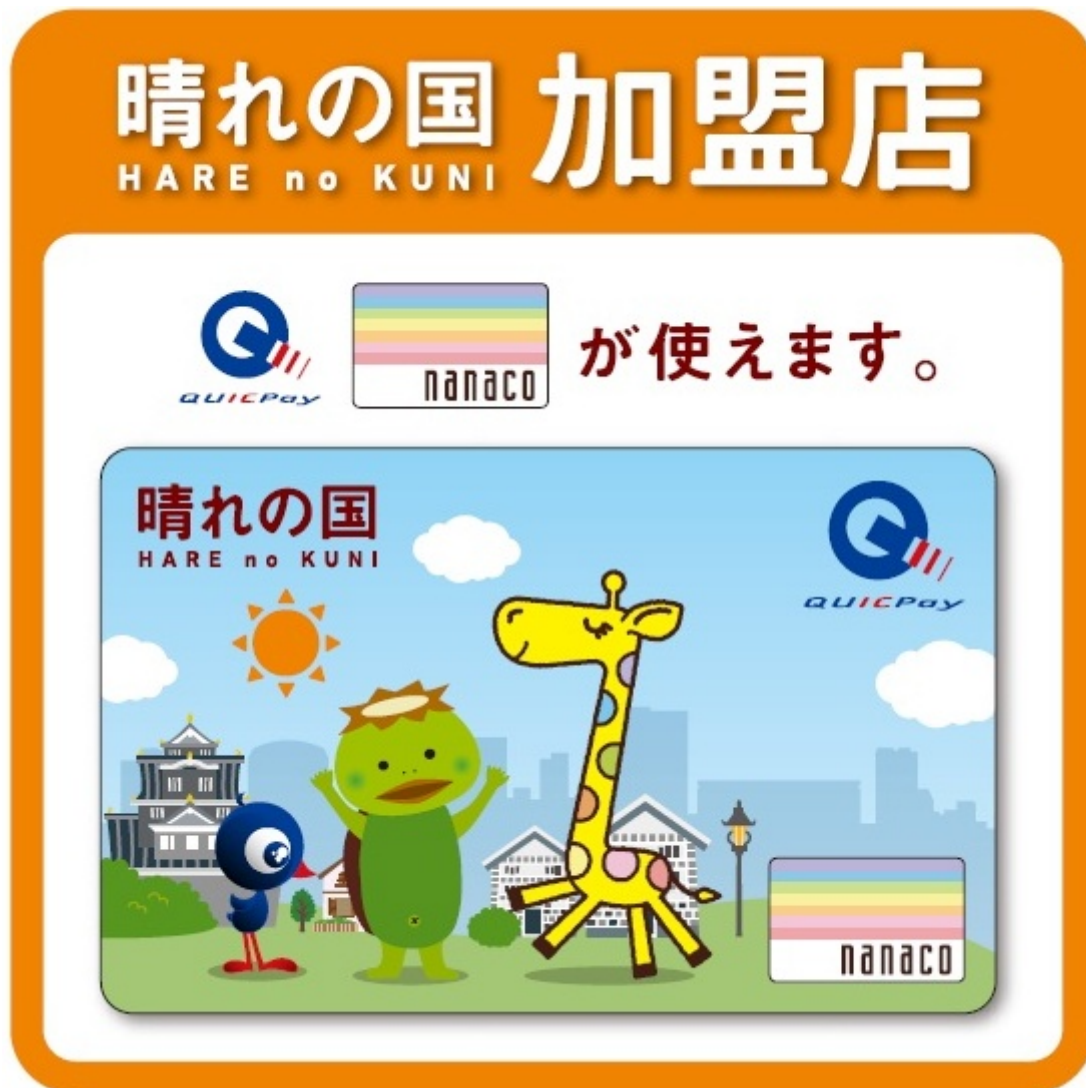 晴れの国 加盟店
HARE no KUNI
QUICPay nanaco が使えます。
晴れの国
HARE no KUNI
QUICPay
nanaco